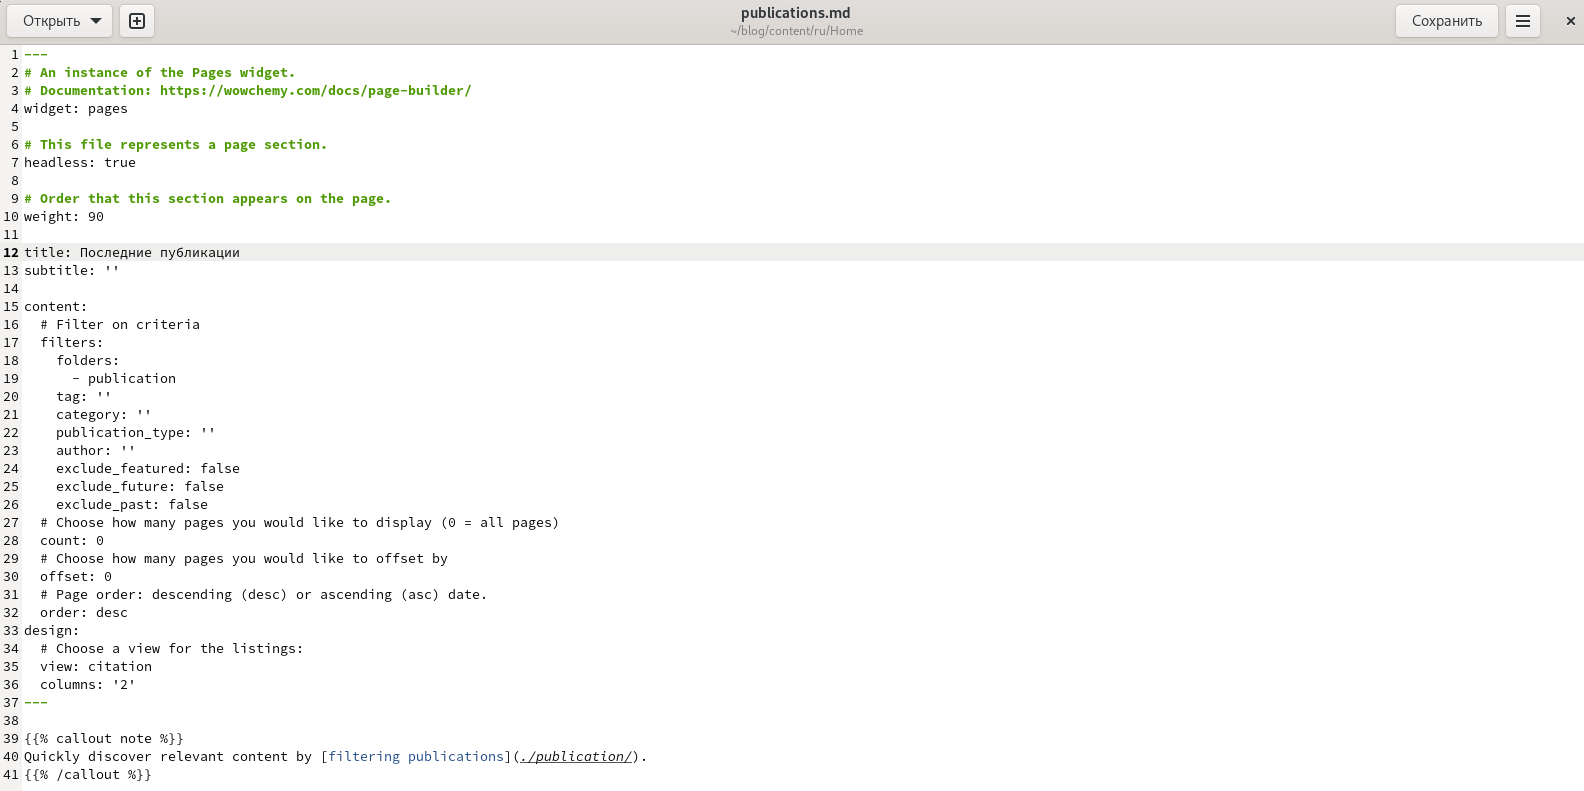 Открыть
publications.md
~/blog/content/ru/Home
Сохранить
1 ---
2 # An instance of the Pages widget.
3 # Documentation: https://wowchemy.com/docs/page-builder/
4 widget: pages
5
6 # This file represents a page section.
7 headless: true
8
9 # Order that this section appears on the page.
10 weight: 90
11
12 title: Последние публикации
13 subtitle: ''
14
15 content:
16   # Filter on criteria
17   filters:
18     folders:
19       - publication
20     tag: ''
21     category: ''
22     publication_type: ''
23     author: ''
24     exclude_featured: false
25     exclude_future: false
26     exclude_past: false
27   # Choose how many pages you would like to display (0 = all pages)
28   count: 0
29   # Choose how many pages you would like to offset by
30   offset: 0
31   # Page order: descending (desc) or ascending (asc) date.
32   order: desc
33 design:
34   # Choose a view for the listings:
35   view: citation
36   columns: '2'
37 ---
38
39 {{% callout note %}}
40 Quickly discover relevant content by [filtering publications](./publication/).
41 {{% /callout %}}